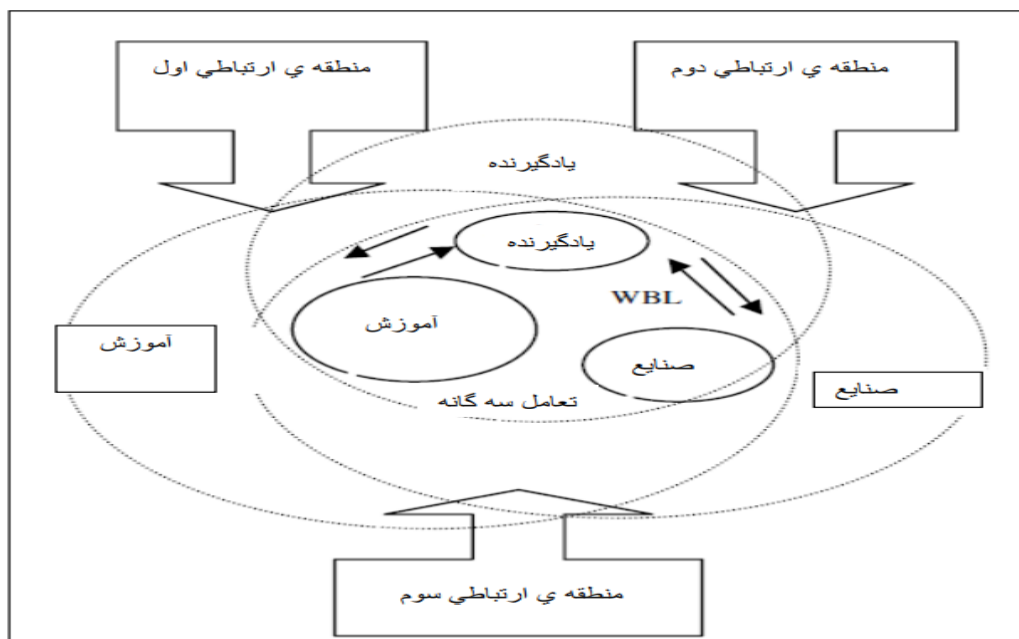 منطقه ي ارتباطي دوم
منطقه ي ارتباطي اول
يادگيرنده
يادگيرنده
WBL
آموزش
آموزش
صنايع
صنايع
تعامل سه گانه
منطقه ي ارتباطي سوم